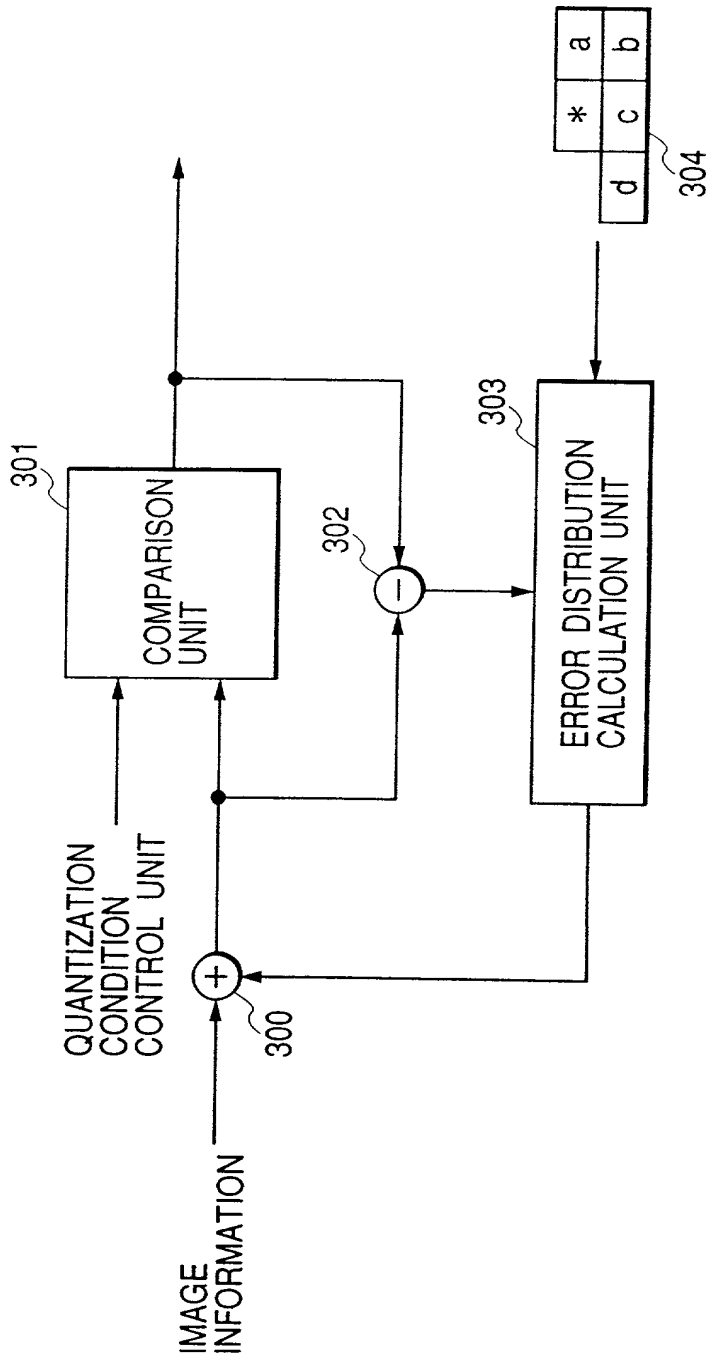 301
COMPARISON
UNIT
QUANTIZATION
CONDITION
CONTROL UNIT
IMAGE
INFORMATION
+
300
302
−
303
ERROR DISTRIBUTION
CALCULATION UNIT
* a
d c b
304